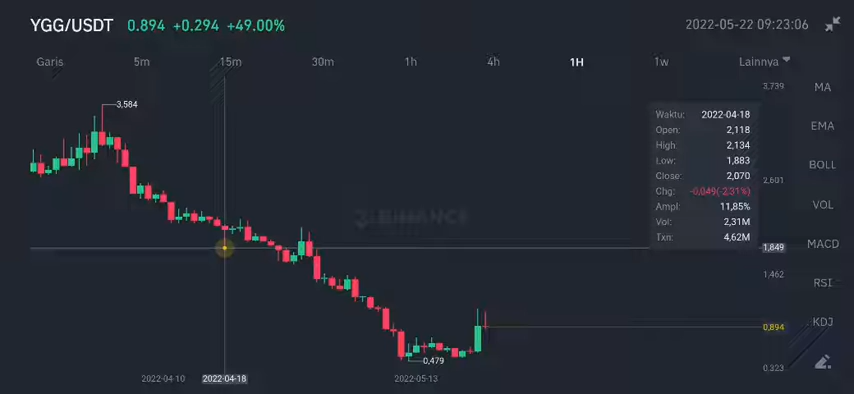 YGG/USDT 0.894 +0.294 +49.00% 2022-05-22 09:23:06
Garis 5m 15m 30m 1h 4h 1H 1w Lainnya
3.739
MA
3,584
Waktu: 2022-04-18
Open: 2,118
EMA
High: 2,134
Low: 1,883
BOLL
Close: 2,070
2,601
Chg: -0,049(-2,31%)
Ampl: 11,85%
VOL
Vol: 2,31M
BINANCE
Txn: 4,62M
1,849
MACD
1,462
RSI
KDJ
0,894
0,479
0.323
2022-04-10 2022-04-18 2022-05-13